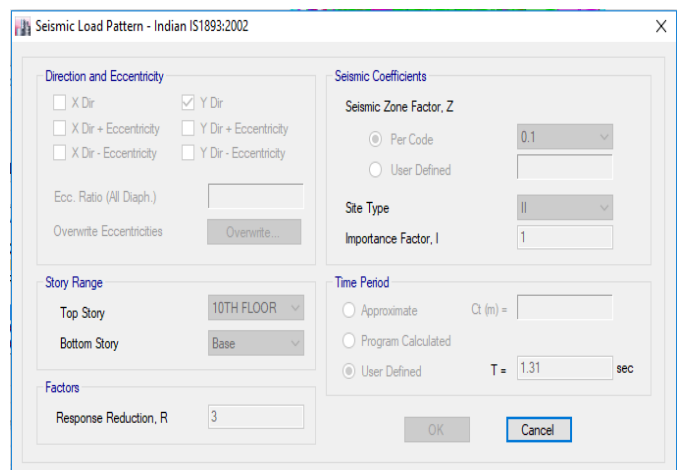 Seismic Load Pattern - Indian IS1893:2002
Direction and Eccentricity
X Dir
Y Dir
X Dir + Eccentricity
Y Dir + Eccentricity
X Dir - Eccentricity
Y Dir - Eccentricity
Ecc. Ratio (All Diaph.)
Overwrite Eccentricities
Overwrite...
Story Range
Top Story
10TH FLOOR
Bottom Story
Base
Factors
Response Reduction, R
3
Seismic Coefficients
Seismic Zone Factor, Z
Per Code
0.1
User Defined
Site Type
II
Importance Factor, I
1
Time Period
Approximate
Ct (m) =
Program Calculated
User Defined
T =
1.31
sec
OK
Cancel